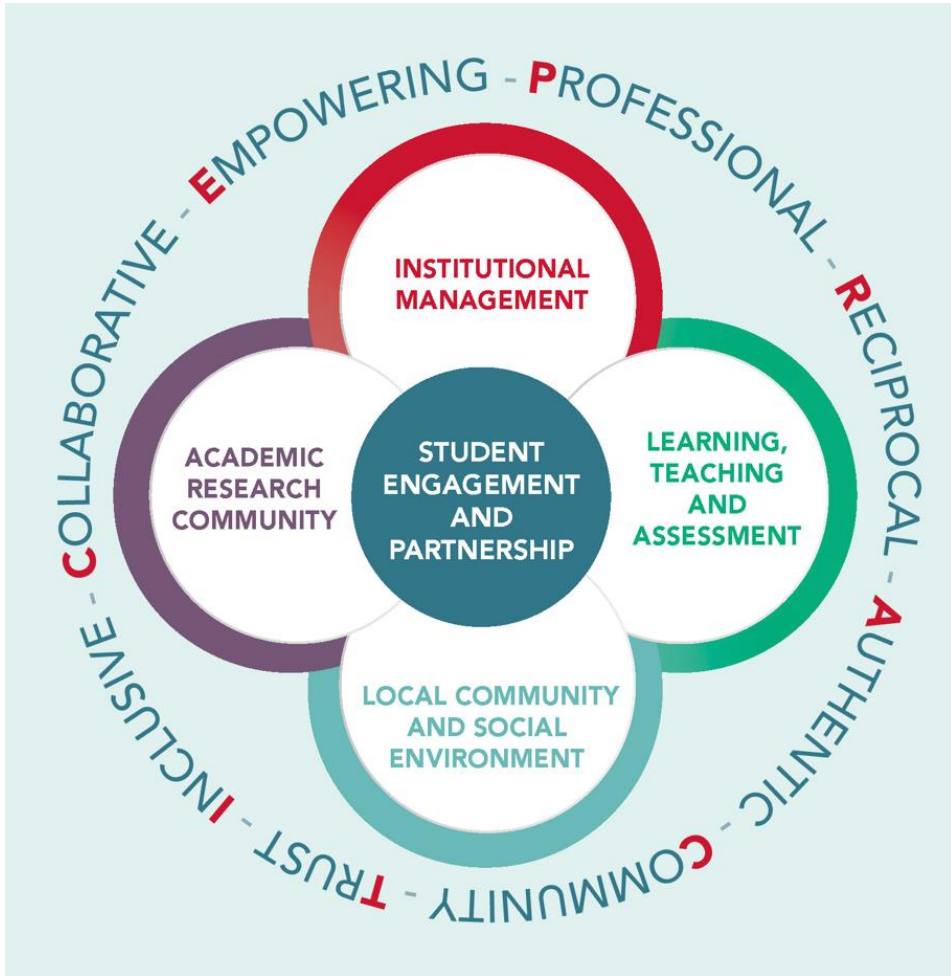 PROFESSIONAL - RECIPROCAL - AUTHENTIC - COMMUNITY - TRUST - INCLUSIVE - COLLABORATIVE - EMPOWERING -
INSTITUTIONAL
MANAGEMENT
ACADEMIC
RESEARCH
COMMUNITY
STUDENT
ENGAGEMENT
AND
PARTNERSHIP
LEARNING,
TEACHING
AND
ASSESSMENT
LOCAL COMMUNITY
AND SOCIAL
ENVIRONMENT